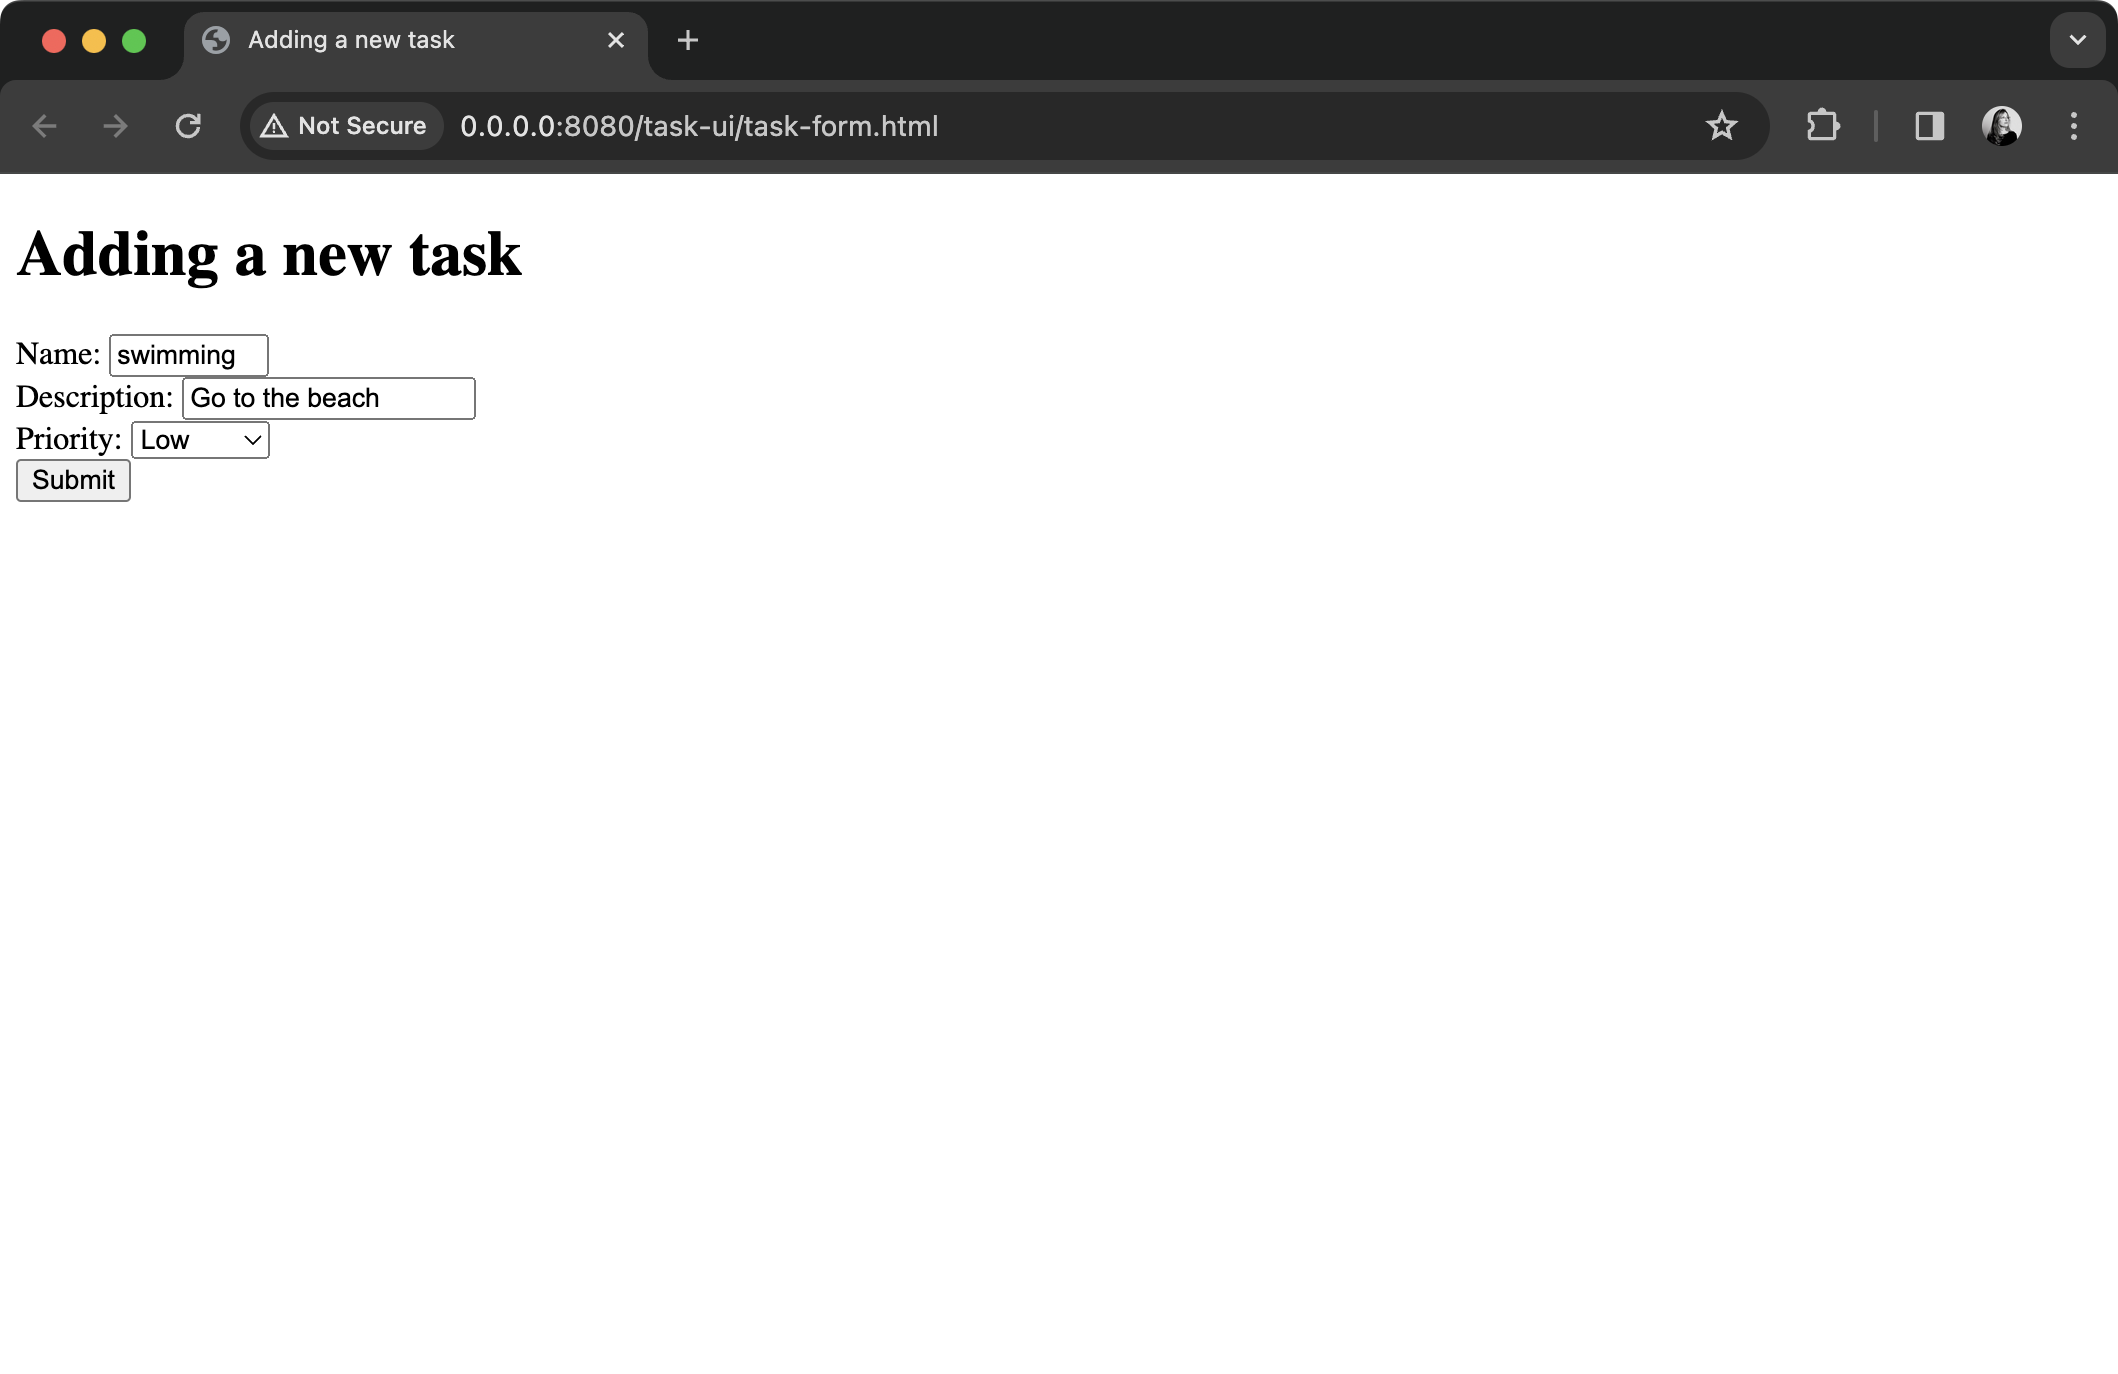 Adding a new task
Not Secure 0.0.0.0:8080/task-ui/task-form.html
Adding a new task
Name: swimming
Description: Go to the beach
Priority: Low
Submit